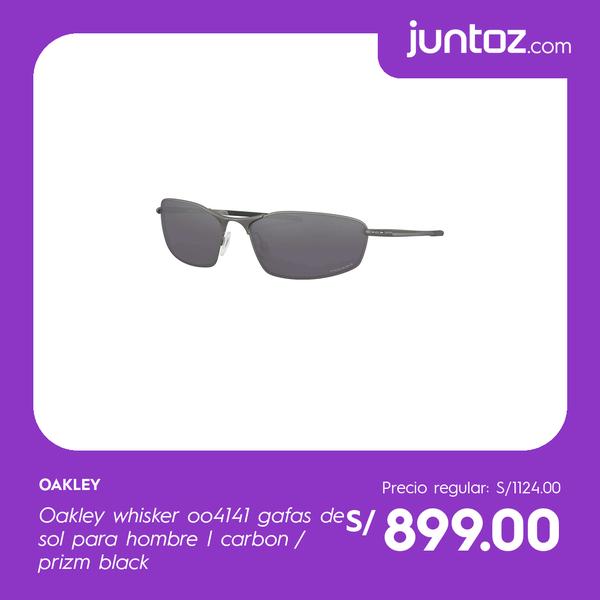 juntoz.com
OAKLEY
Precio regular: S/1124.00
Oakley whisker oo4141 gafas de
sol para hombre | carbon /
prizm black
S/ 899.00